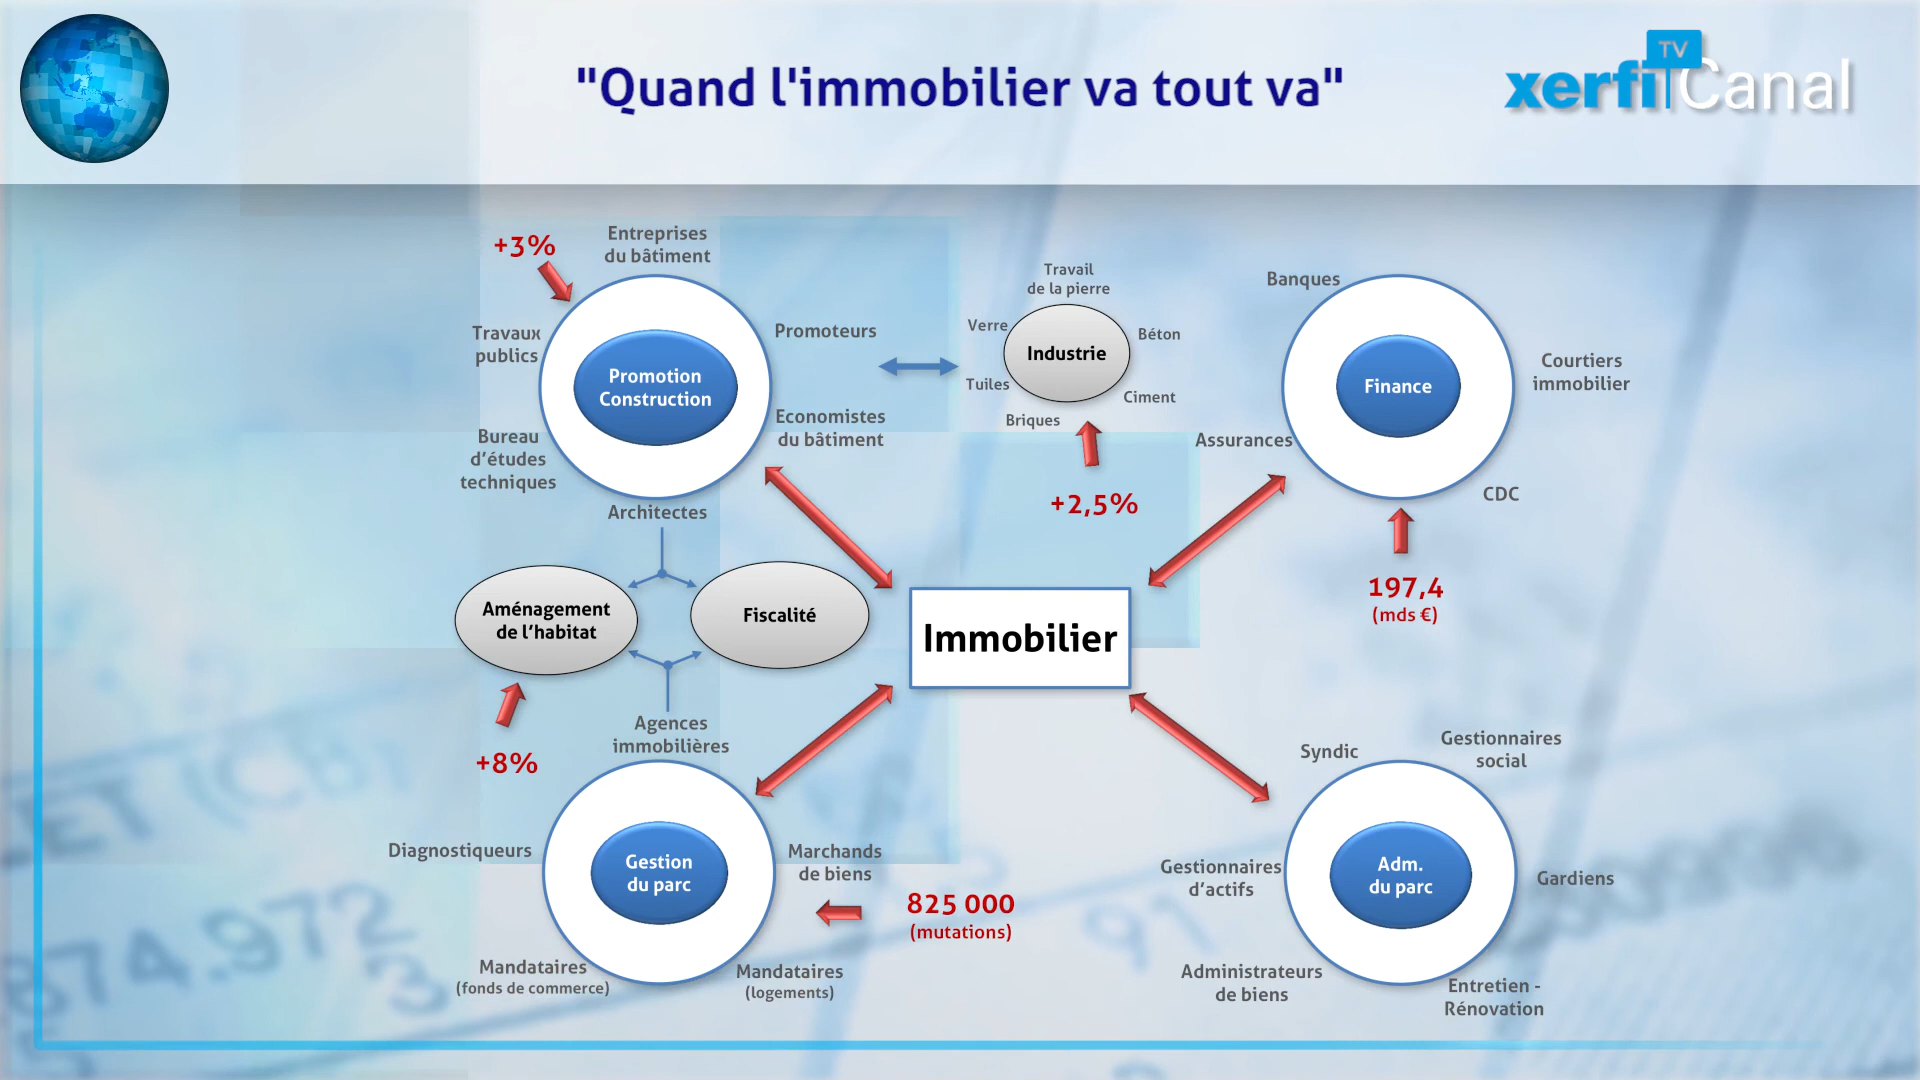 "Quand l'immobilier va tout va"
xerfi TV Canal
+3%
Entreprises
du bâtiment
Travaux
publics
Promoteurs
Promotion
Construction
Economistes
du bâtiment
Bureau
d’études
techniques
Architectes
Travail
de la pierre
Verre
Béton
Industrie
Tuiles
Ciment
Briques
+2,5%
Banques
Courtiers
immobilier
Finance
Assurances
CDC
197,4
(mds €)
Aménagement
de l’habitat
Fiscalité
Immobilier
+8%
Agences
immobilières
Diagnostiqueurs
Gestion
du parc
Marchands
de biens
825 000
(mutations)
Mandataires
(fonds de commerce)
Mandataires
(logements)
Syndic
Gestionnaires
social
Gestionnaires
d’actifs
Adm.
du parc
Gardiens
Administrateurs
de biens
Entretien -
Rénovation
874.972